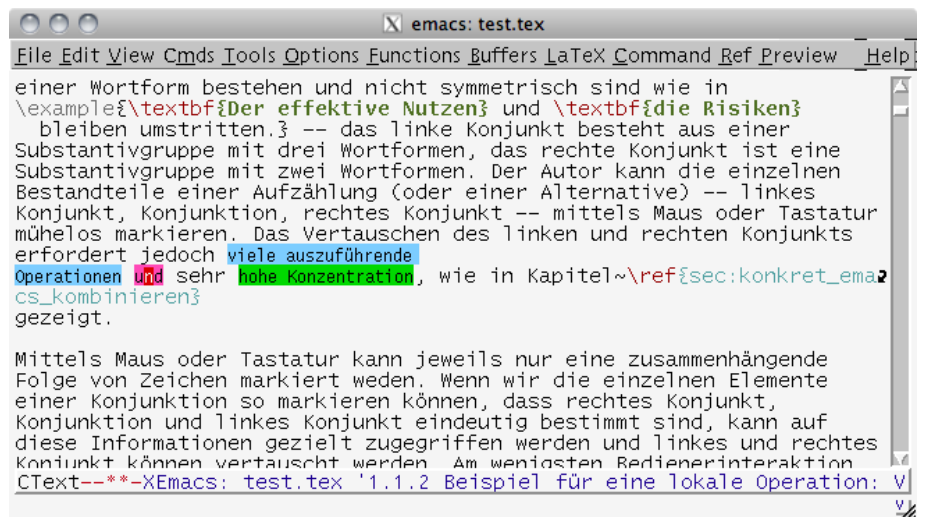 X emacs: test.tex
File Edit View Cmds Tools Options Functions Buffers LaTeX Command Ref Preview Help
einer Wortform bestehen und nicht symmetrisch sind wie in
\example{\textbf{Der effektive Nutzen} und \textbf{die Risiken}
bleiben umstritten.} -- das linke Konjunkt besteht aus einer
Substantivgruppe mit drei Wortformen, das rechte Konjunkt ist eine
Substantivgruppe mit zwei Wortformen. Der Autor kann die einzelnen
Bestandteile einer Aufzählung (oder einer Alternative) -- linkes
Konjunkt, Konjunktion, rechtes Konjunkt -- mittels Maus oder Tastatur
mühelos markieren. Das Vertauschen des linken und rechten Konjunkts
erfordert jedoch viele auszuführende
Operationen und sehr hohe Konzentration, wie in Kapitel~\ref{sec:konkret_ema
cs_kombinieren}
gezeigt.
Mittels Maus oder Tastatur kann jeweils nur eine zusammenhängende
Folge von Zeichen markiert weden. Wenn wir die einzelnen Elemente
einer Konjunktion so markieren können, dass rechtes Konjunkt,
Konjunktion und linkes Konjunkt eindeutig bestimmt sind, kann auf
diese Informationen gezielt zugegriffen werden und linkes und rechtes
Konjunkt können vertauscht werden. Am wenigsten Bedienerinteraktion
CText--**-XEmacs: test.tex '1.1.2 Beispiel für eine lokale Operation: V
V